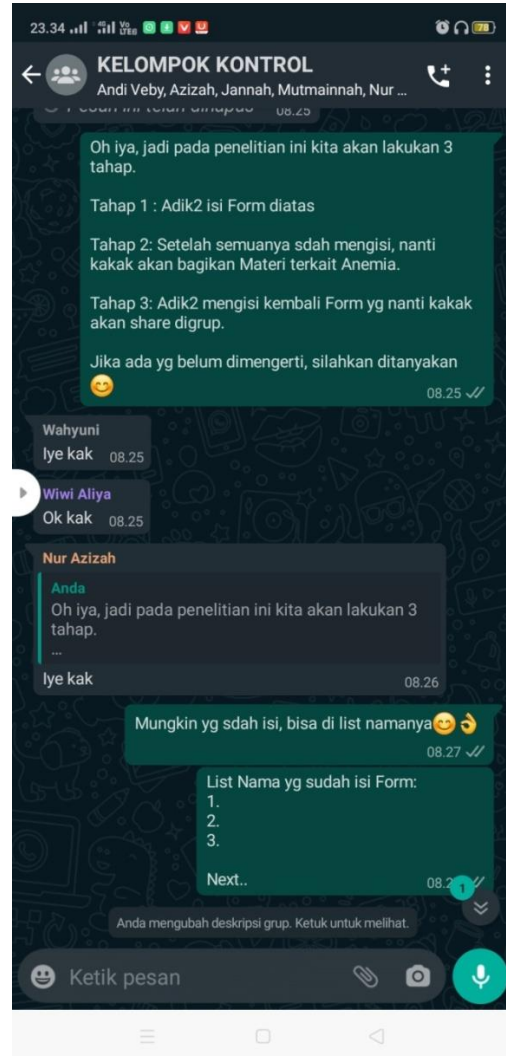 23.34
78
KELOMPOK KONTROL
Andi Veby, Azizah, Jannah, Mutmainnah, Nur ...
Pesan ini telah dihapus 08.25
Oh iya, jadi pada penelitian ini kita akan lakukan 3
tahap.
Tahap 1 : Adik2 isi Form diatas
Tahap 2: Setelah semuanya sdah mengisi, nanti
kakak akan bagikan Materi terkait Anemia.
Tahap 3: Adik2 mengisi kembali Form yg nanti kakak
akan share digrup.
Jika ada yg belum dimengerti, silahkan ditanyakan
😊
08.25
Wahyuni
Iye kak 08.25
Wiwi Aliya
Ok kak 08.25
Nur Azizah
Anda
Oh iya, jadi pada penelitian ini kita akan lakukan 3
tahap.
...
Iye kak 08.26
Mungkin yg sdah isi, bisa di list namanya😊👌
08.27
List Nama yg sudah isi Form:
1.
2.
3.
Next..
1
Anda mengubah deskripsi grup. Ketuk untuk melihat.
Ketik pesan